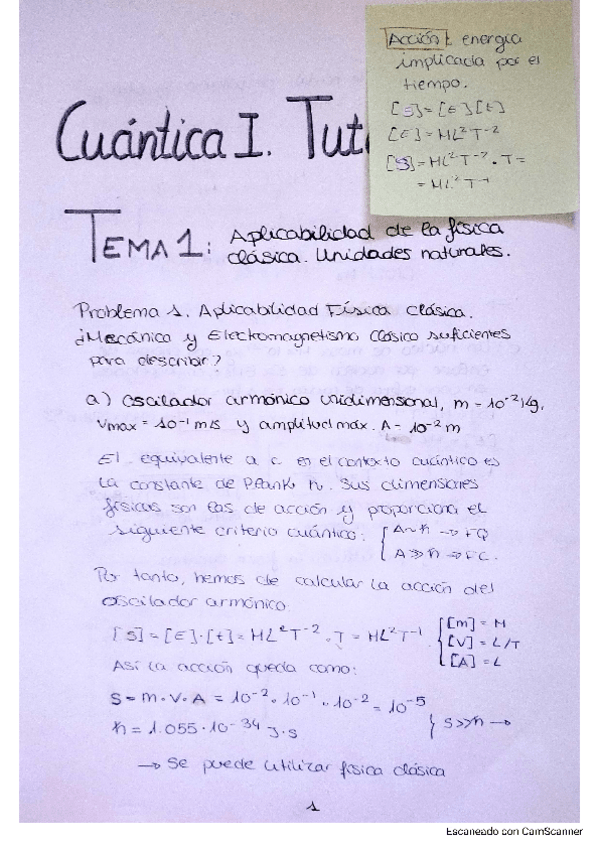 Acción: energía
implicada por el
tiempo.
[S]=[E][t]
[E]=ML²T⁻²
[S]=ML²T⁻²·T=
=ML²T⁻¹
Cuántica I. Tut
TEMA 1: Aplicabilidad de la física
clásica. Unidades naturales.
Problema 1. Aplicabilidad Física clásica.
¿Mecánica y Electromagnetismo clásico suficientes
para describir?
a) Oscilador armónico unidimensional, m = 10⁻² kg,
vmax = 10⁻¹ m/s y amplitud máx. A = 10⁻² m
El equivalente a c en el contexto cuántico es
la constante de Plank ħ. Sus dimensiones
físicas son las de acción y proporciona el
siguiente criterio cuántico: { A~ħ → FQ
A≫ħ → FC.
Por tanto, hemos de calcular la acción del
oscilador armónico.
[S]=[E]·[t]=ML²T⁻²·T=ML²T⁻¹ { [m]=M
[V]=L/T
[A]=L
Así la acción queda como:
S=m·v·A=10⁻²·10⁻¹·10⁻²=10⁻⁵
ħ=1.055·10⁻³⁴ J·s } S≫ħ →
→ Se puede utilizar física clásica
1
Escaneado con CamScanner